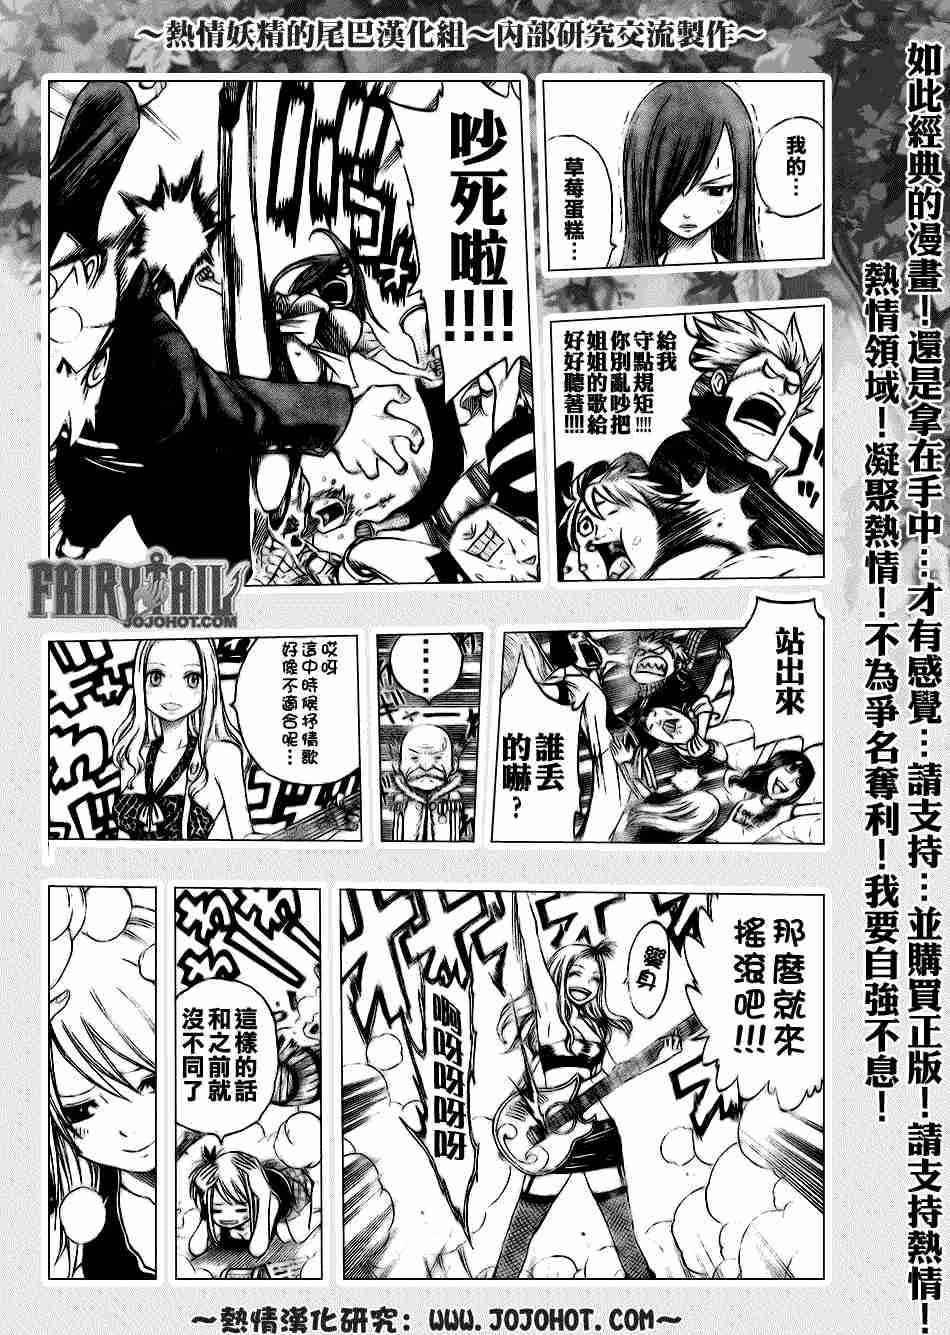 ～熱情妖精的尾巴漢化組～內部研究交流製作～
如此經典的漫畫！還是拿在手中…才有感覺…請支持…並購買正版！請支持熱情！
熱情領域！凝聚熱情！不為爭名奪利！我要自強不息！
我的…
草莓蛋糕…
吵死啦!!!!
給我
守點規矩!!!!
你別亂吵把
姐姐的歌給
好好聽著!!!!
FAIRY TAIL
JOJOHOT.COM
站出來
誰丟
的嚇？
……
哎呀
這中時候抒情歌
好像不適合呢…
那麼就來
搖滾吧!!!
變身
這樣的話
和之前就
沒不同了
～熱情漢化研究: WWW.JOJOHOT.COM～